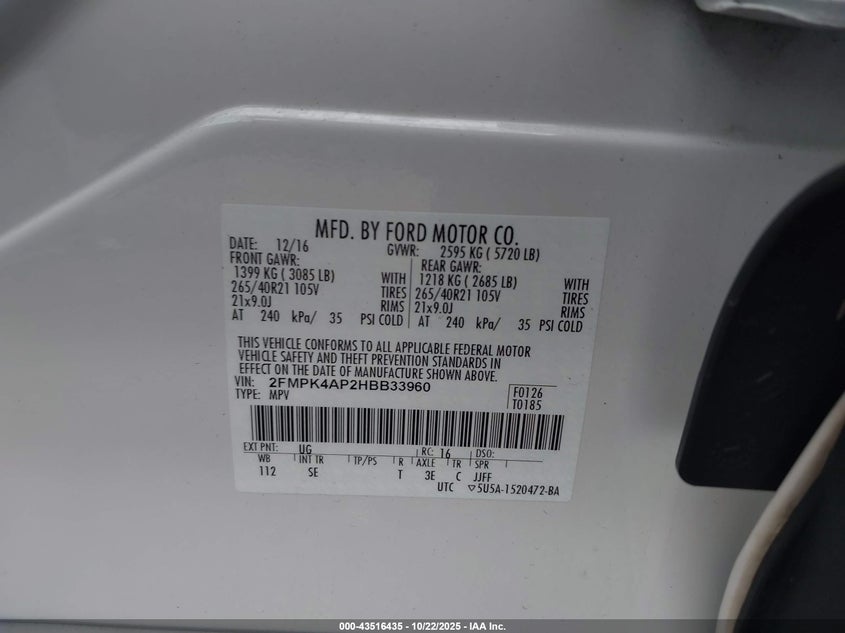 MFD. BY FORD MOTOR CO.
DATE: 12/16 GVWR: 2595 KG ( 5720 LB)
FRONT GAWR: REAR GAWR:
1399 KG ( 3085 LB) WITH 1218 KG ( 2685 LB) WITH
265/40R21 105V TIRES 265/40R21 105V TIRES
21x9.0J RIMS 21x9.0J RIMS
AT 240 kPa/ 35 PSI COLD AT 240 kPa/ 35 PSI COLD
THIS VEHICLE CONFORMS TO ALL APPLICABLE FEDERAL MOTOR
VEHICLE SAFETY AND THEFT PREVENTION STANDARDS IN
EFFECT ON THE DATE OF MANUFACTURE SHOWN ABOVE.
VIN: 2FMPK4AP2HBB33960 F0126
TYPE: MPV T0185
EXT PNT: UG RC: 16 DSO:
WB INT TR TP/PS R AXLE TR SPR
112 SE T 3E C JJFF
UTC ▽5U5A-1520472-BA
000-43516435 - 10/22/2025 - IAA Inc.